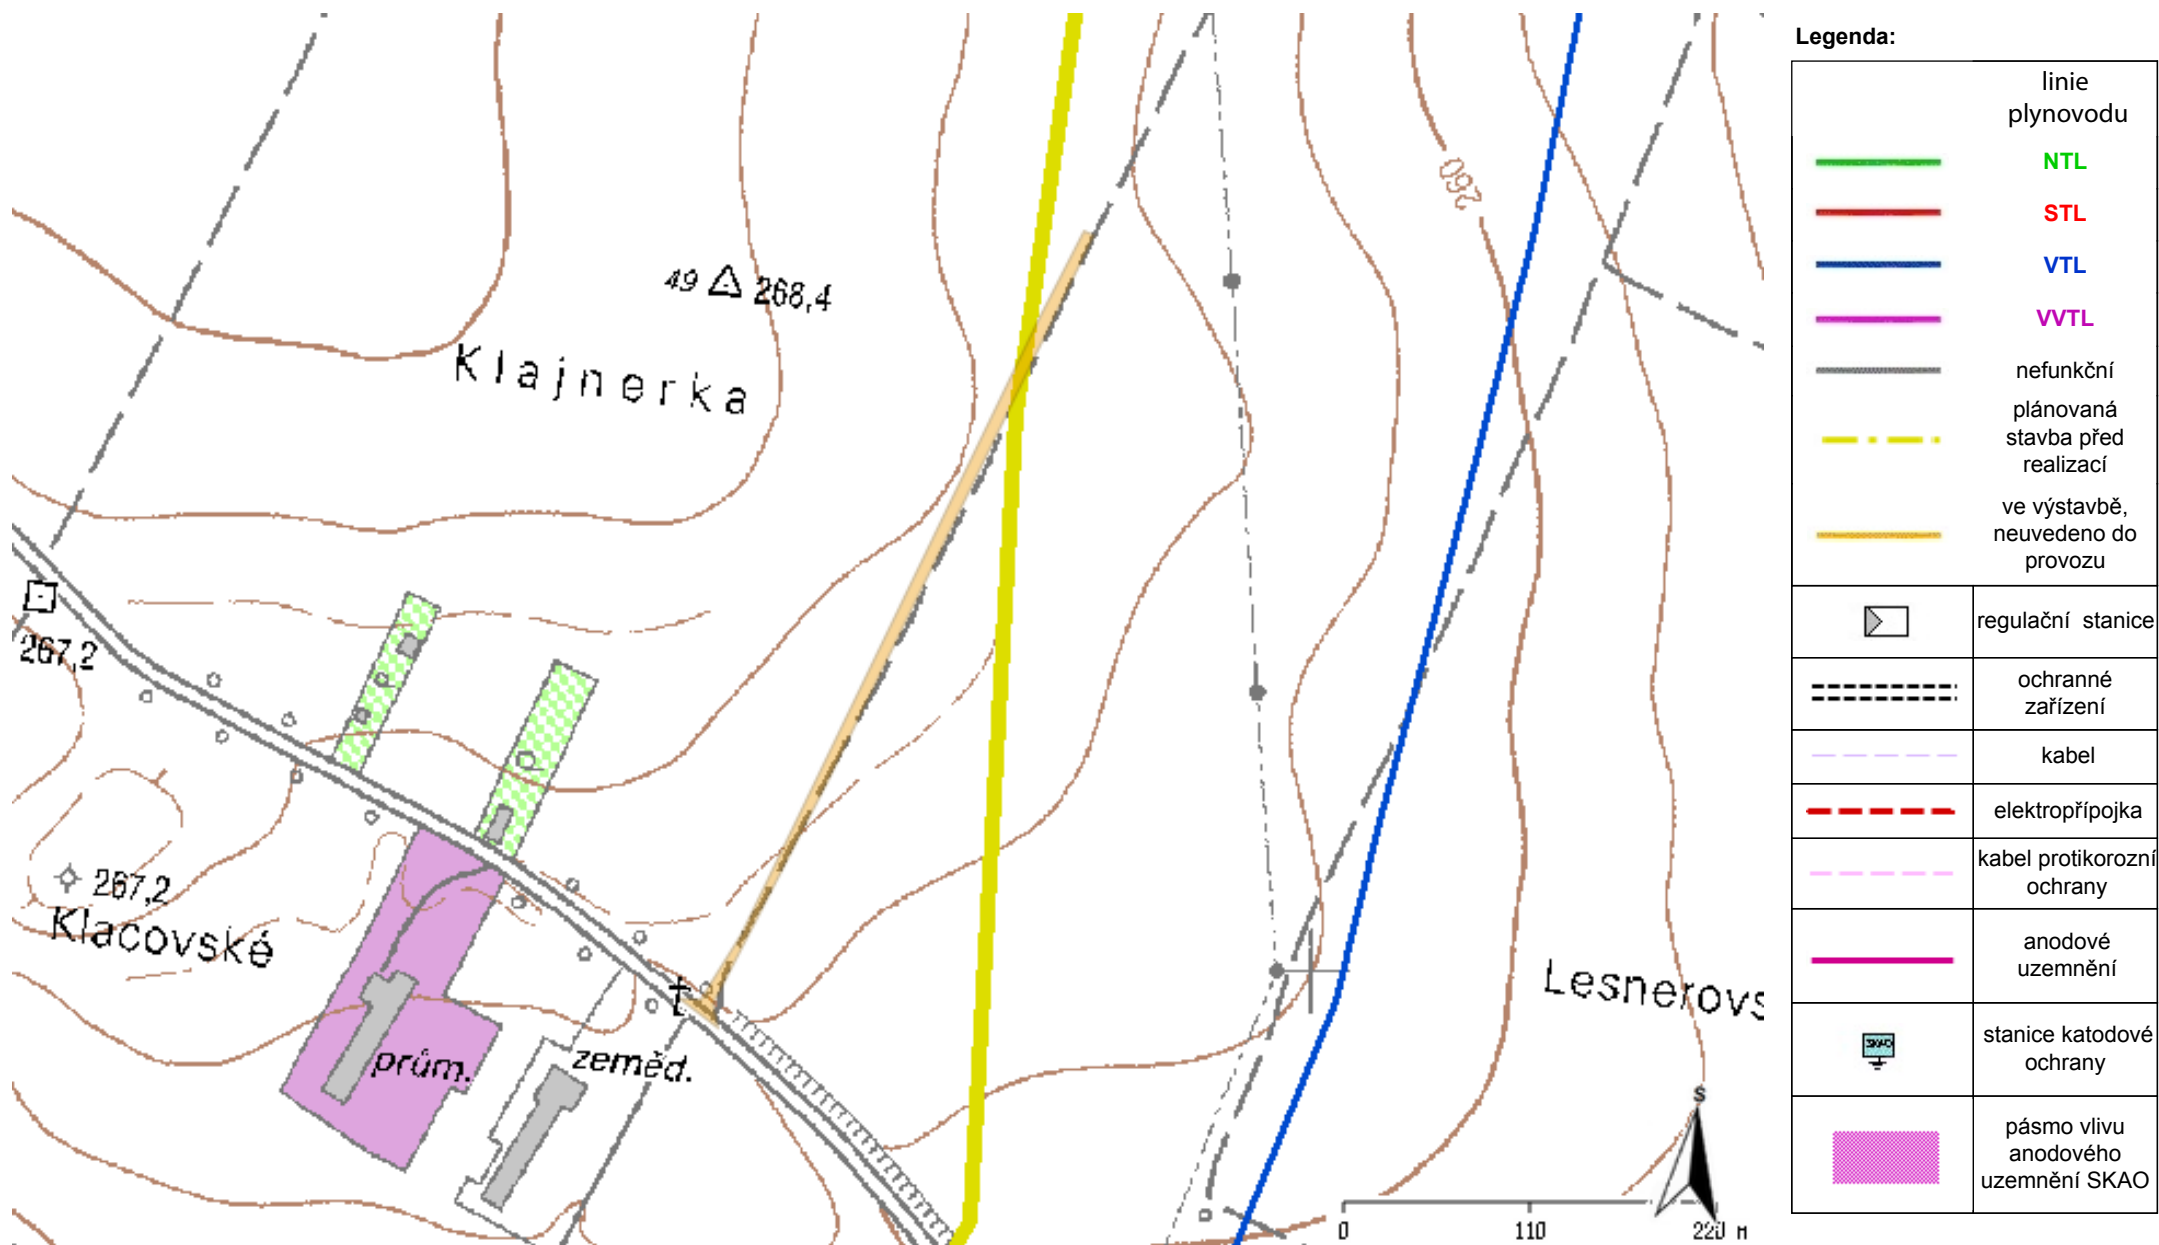 260
49 268,4
Klajnerka
267,2
267,2
Klacovské
prům.
zeměd.
Lesnerovs
S
0 110 220 M
Legenda:
linie
plynovodu
NTL
STL
VTL
VVTL
nefunkční
plánovaná
stavba před
realizací
ve výstavbě,
neuvedeno do
provozu
regulační stanice
ochranné
zařízení
kabel
elektropřípojka
kabel protikorozní
ochrany
anodové
uzemnění
SKAO
stanice katodové
ochrany
pásmo vlivu
anodového
uzemnění SKAO